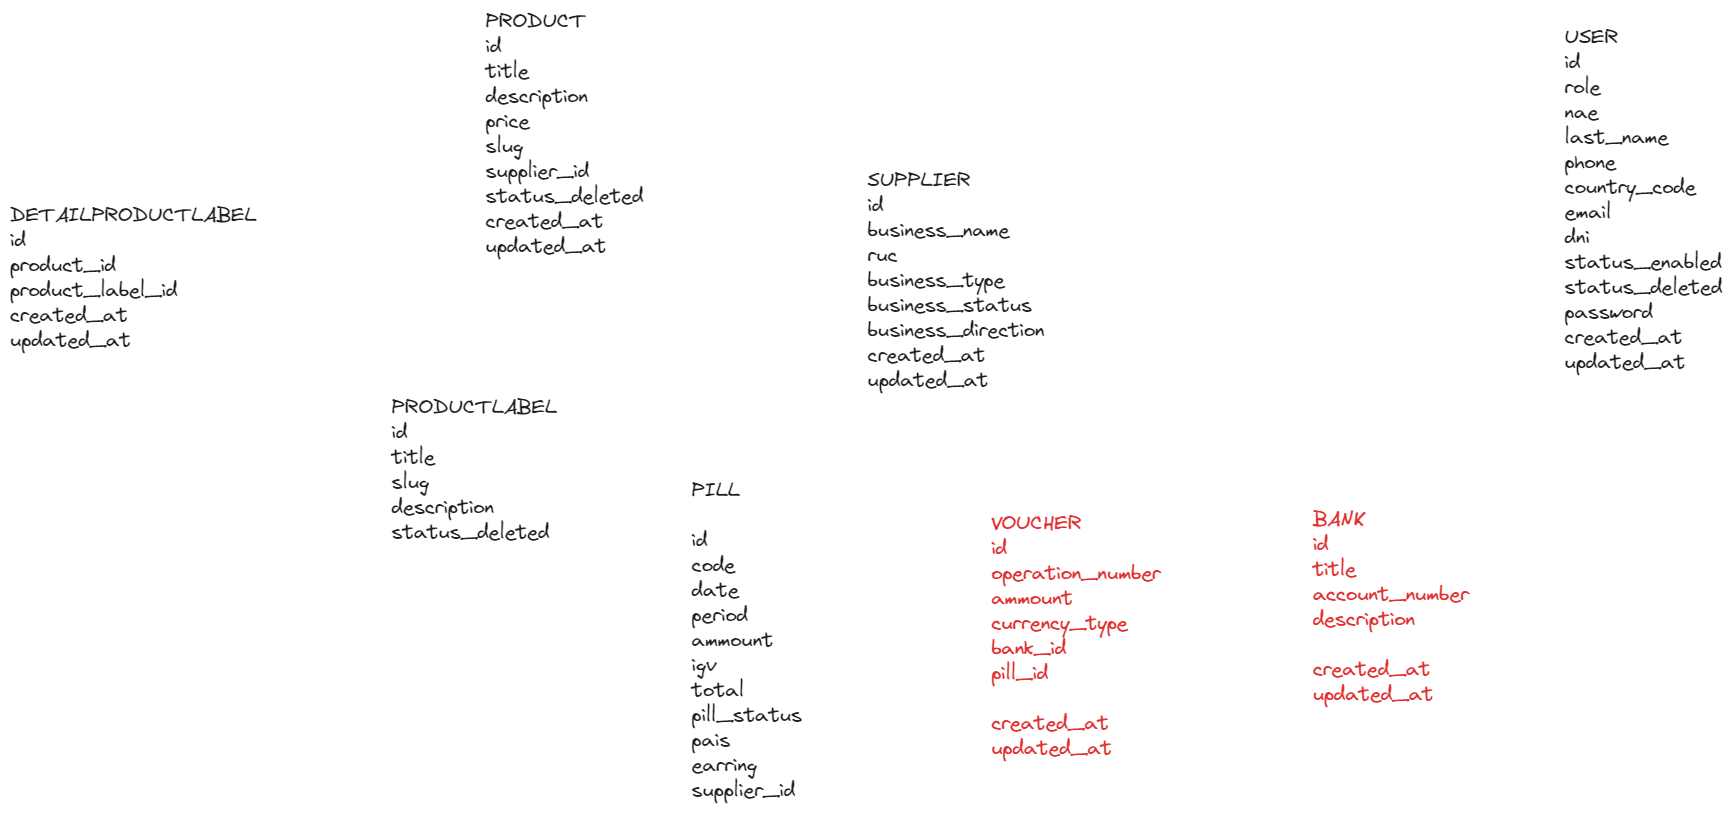 PRODUCT
id
title
description
price
slug
supplier_id
status_deleted
created_at
updated_at
USER
id
role
nae
last_name
phone
country_code
email
dni
status_enabled
status_deleted
password
created_at
updated_at
SUPPLIER
id
business_name
ruc
business_type
business_status
business_direction
created_at
updated_at
DETAILPRODUCTLABEL
id
product_id
product_label_id
created_at
updated_at
PRODUCTLABEL
id
title
slug
description
status_deleted
PILL
id
code
date
period
ammount
igv
total
pill_status
pais
earring
supplier_id
VOUCHER
id
operation_number
ammount
currency_type
bank_id
pill_id
created_at
updated_at
BANK
id
title
account_number
description
created_at
updated_at